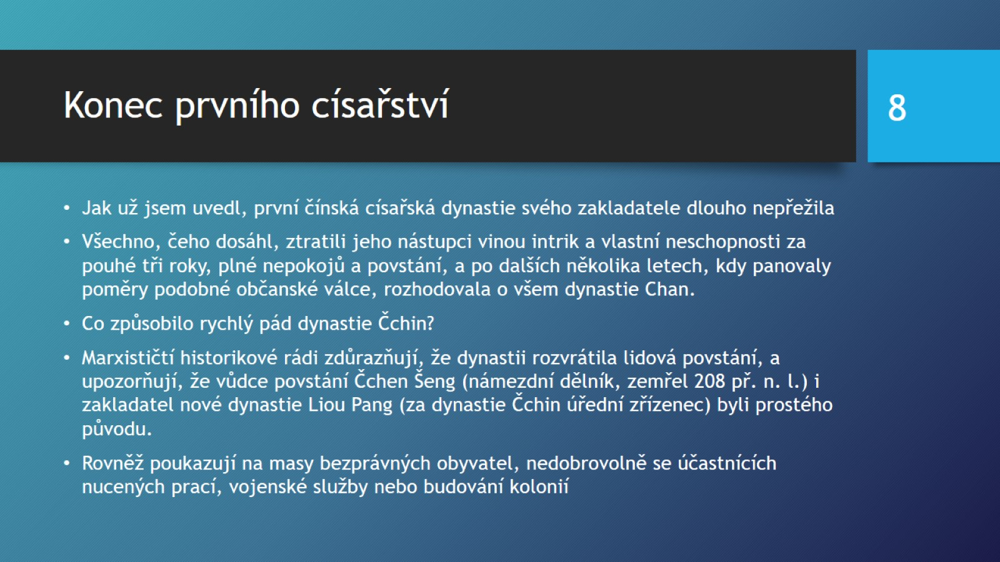 Konec prvního císařství
8
• Jak už jsem uvedl, první čínská císařská dynastie svého zakladatele dlouho nepřežila
• Všechno, čeho dosáhl, ztratili jeho nástupci vinou intrik a vlastní neschopnosti za
pouhé tři roky, plné nepokojů a povstání, a po dalších několika letech, kdy panovaly
poměry podobné občanské válce, rozhodovala o všem dynastie Chan.
• Co způsobilo rychlý pád dynastie Čchin?
• Marxističtí historikové rádi zdůrazňují, že dynastii rozvrátila lidová povstání, a
upozorňují, že vůdce povstání Čchen Šeng (námezdní dělník, zemřel 208 př. n. l.) i
zakladatel nové dynastie Liou Pang (za dynastie Čchin úřední zřízenec) byli prostého
původu.
• Rovněž poukazují na masy bezprávných obyvatel, nedobrovolně se účastnících
nucených prací, vojenské služby nebo budování kolonií